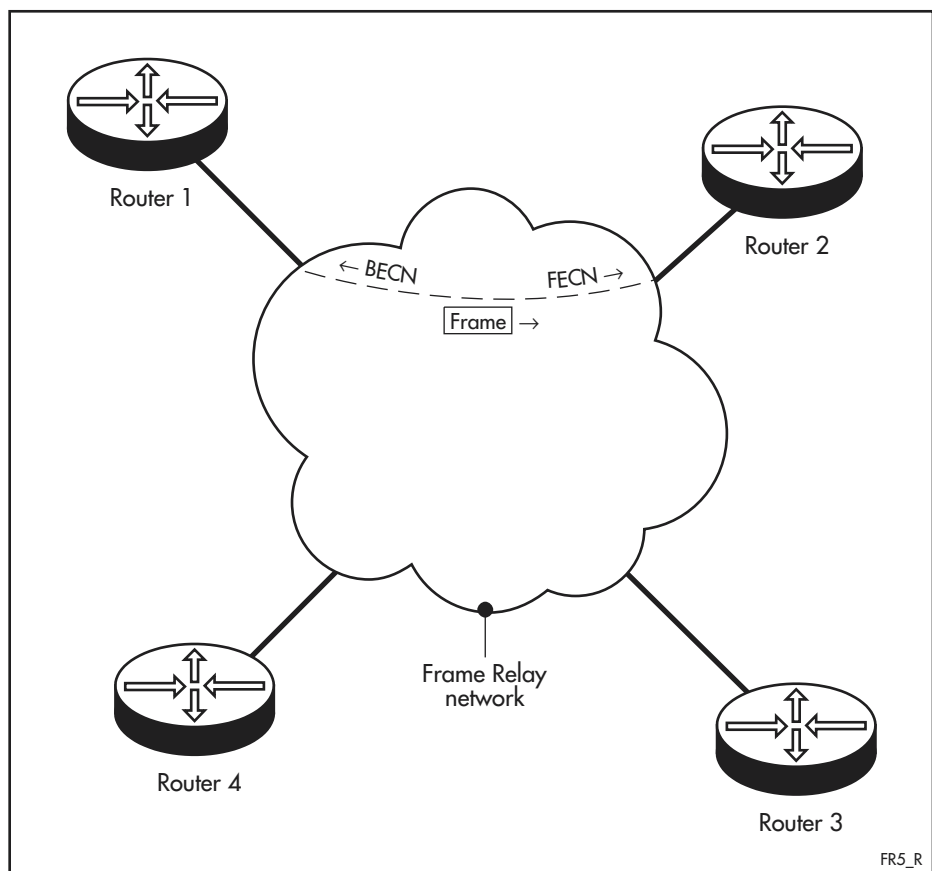 Router 1
Router 2
← BECN
FECN →
Frame →
Frame Relay
network
Router 4
Router 3
FR5_R